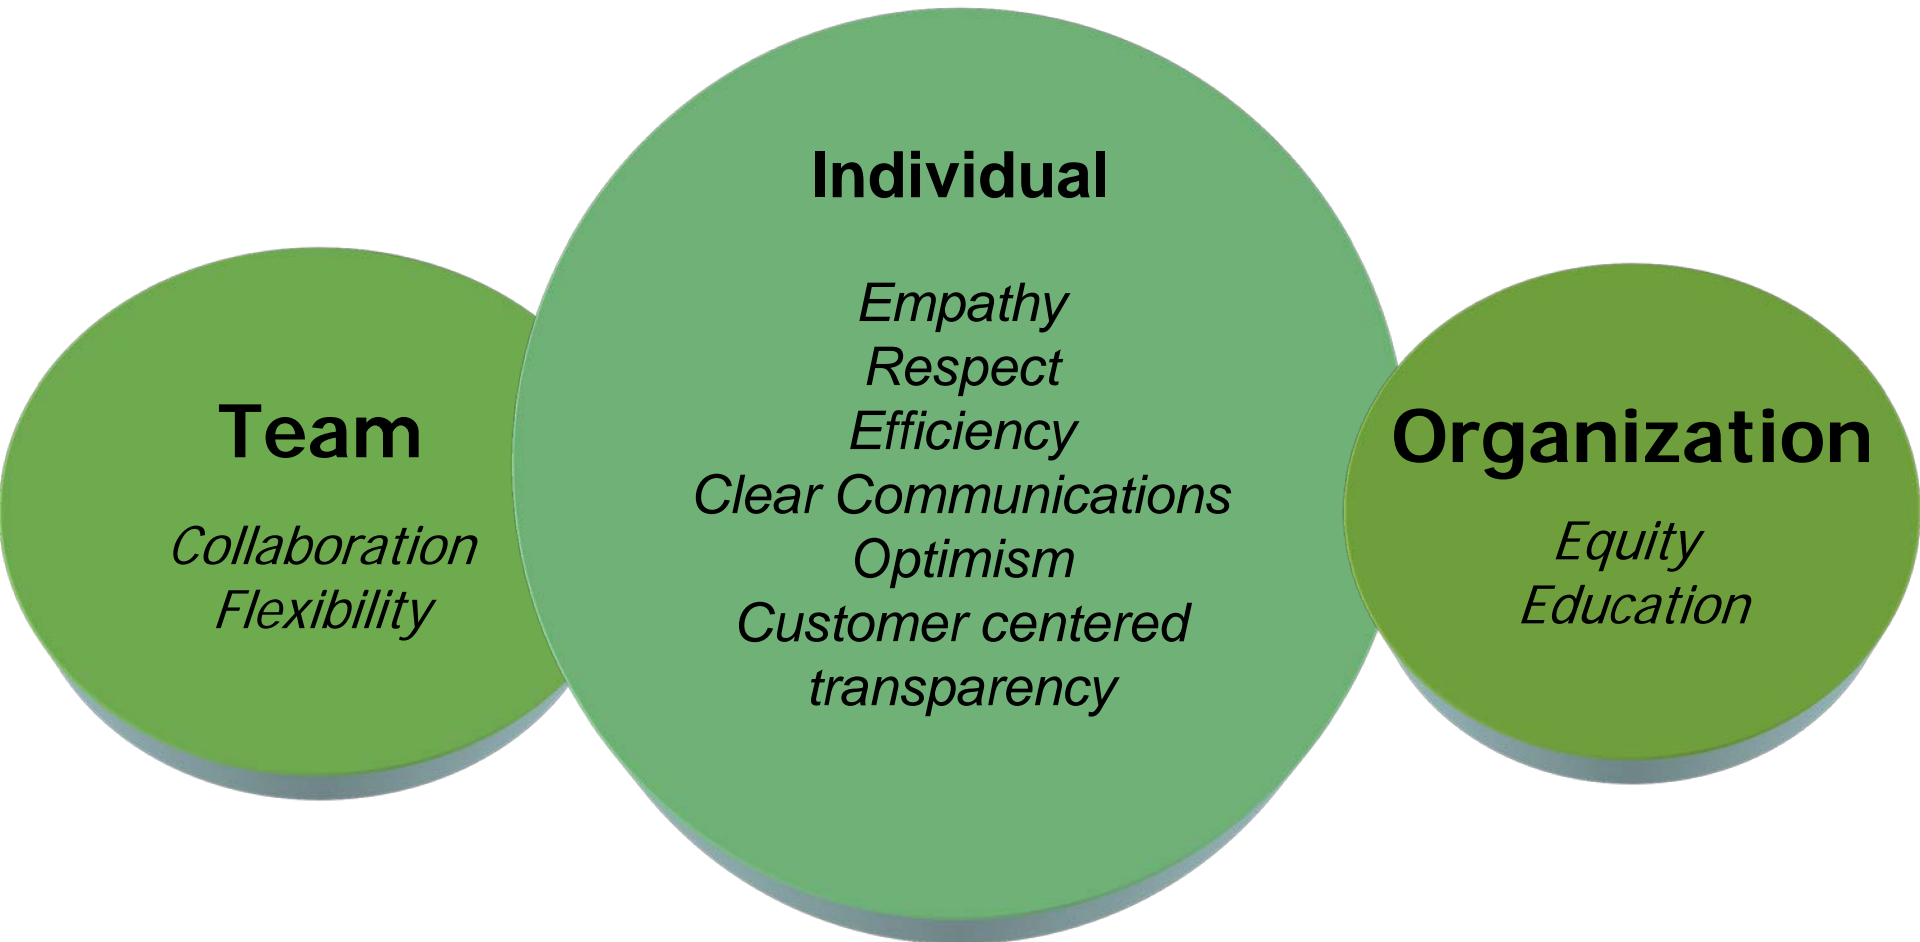 Team
Collaboration
Flexibility
Individual
Empathy
Respect
Efficiency
Clear Communications
Optimism
Customer centered
transparency
Organization
Equity
Education